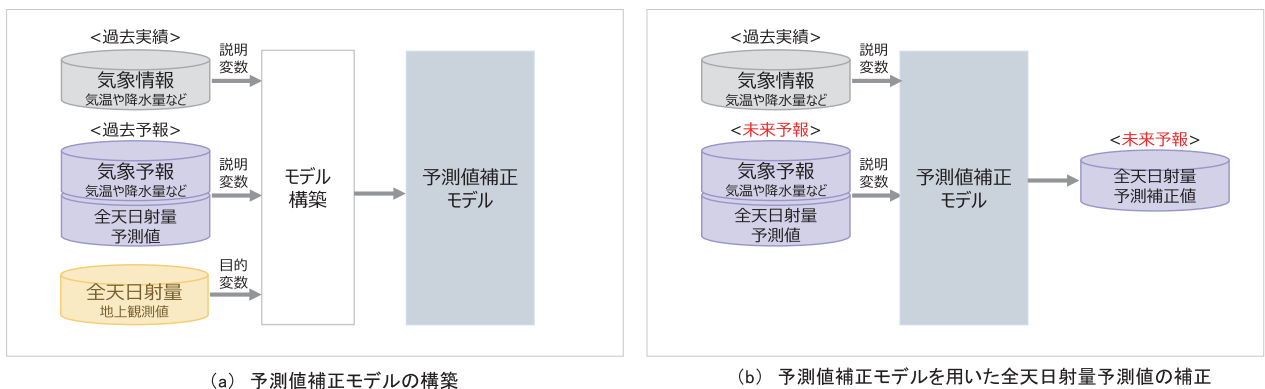 <過去実績>
気象情報
気温や降水量など
説明
変数
<過去予報>
気象予報
気温や降水量など
全天日射量
予測値
説明
変数
全天日射量
地上観測値
目的
変数
モデル
構築
予測値補正
モデル
(a) 予測値補正モデルの構築
<過去実績>
気象情報
気温や降水量など
説明
変数
<未来予報>
気象予報
気温や降水量など
全天日射量
予測値
説明
変数
予測値補正
モデル
<未来予報>
全天日射量
予測補正値
(b) 予測値補正モデルを用いた全天日射量予測値の補正